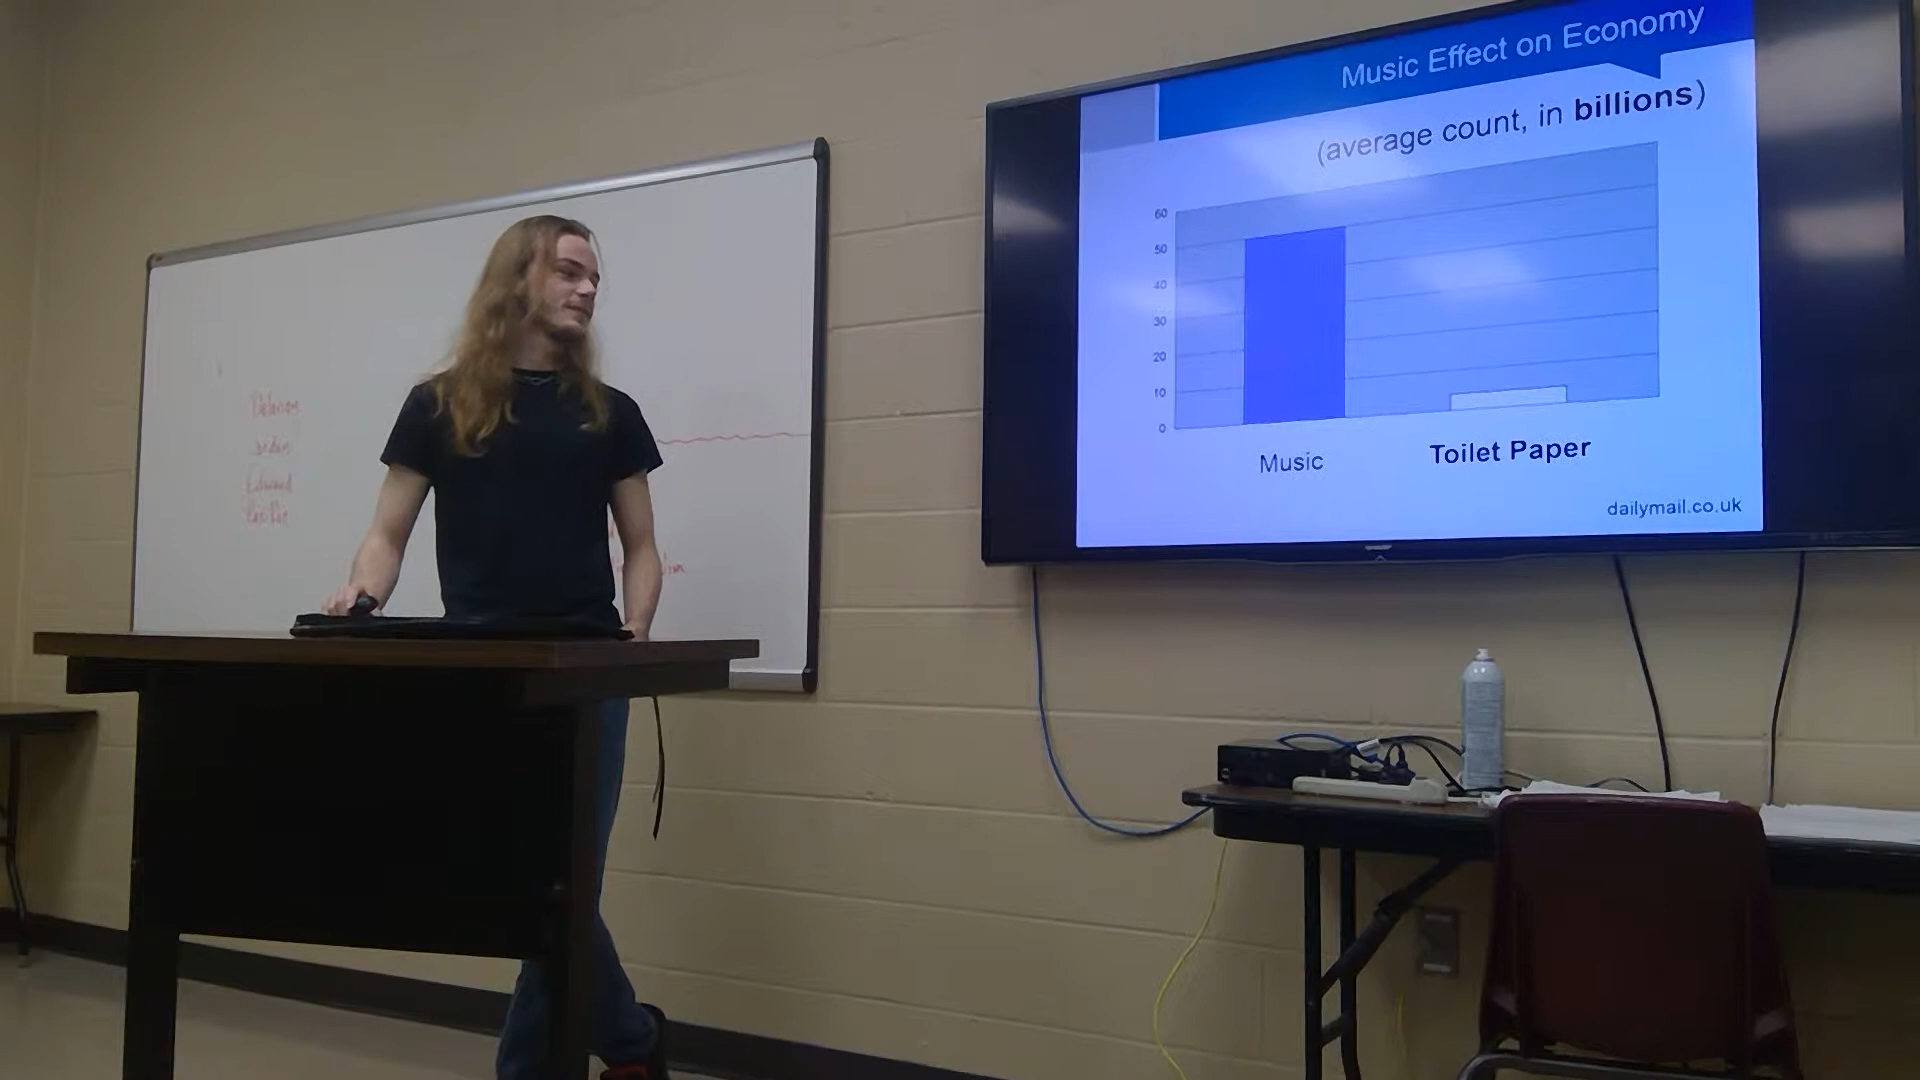 Music Effect on Economy
(average count, in billions)
60
50
40
30
20
10
0
Music
Toilet Paper
dailymail.co.uk
Edward